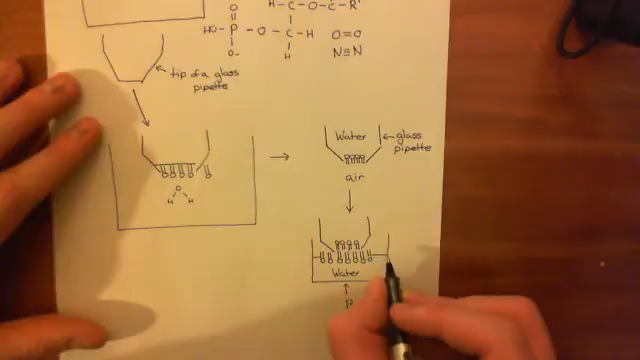 H-C-O-C-R'
O
HO-P-O-C-H
O-
H
O=O
N≡N
tip of a glass
pipette
Water
glass
pipette
air
O
H H
Water